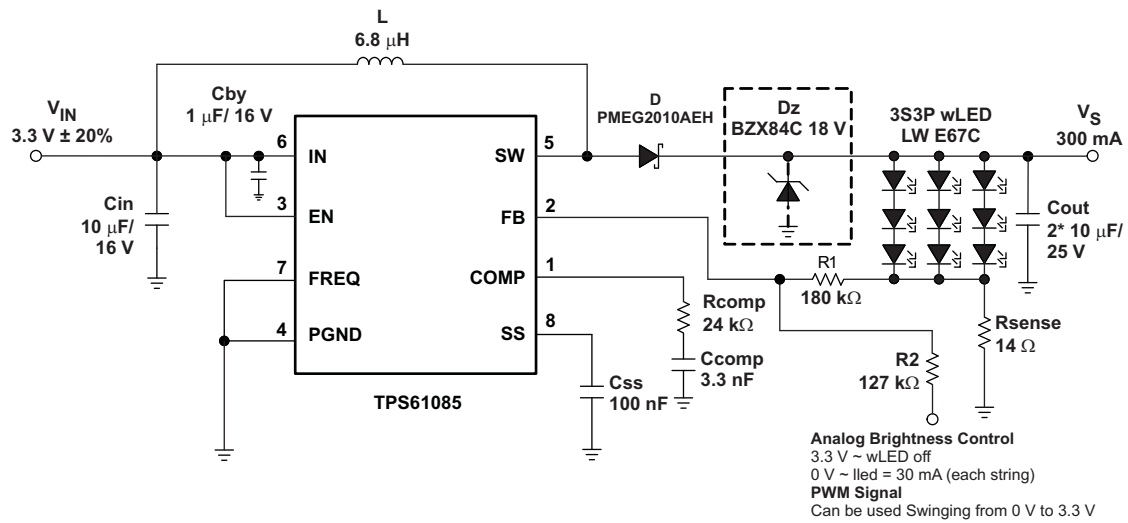 L
6.8 μH
Cby
1 μF/ 16 V
VIN
3.3 V ± 20%
Cin
10 μF/
16 V
6
IN
3
EN
7
FREQ
4
PGND
SW
5
FB
2
COMP
1
SS
8
TPS61085
D
PMEG2010AEH
Dz
BZX84C 18 V
3S3P wLED
LW E67C
VS
300 mA
Cout
2* 10 μF/
25 V
R1
180 kΩ
Rcomp
24 kΩ
Ccomp
3.3 nF
Css
100 nF
Rsense
14 Ω
R2
127 kΩ
Analog Brightness Control
3.3 V ~ wLED off
0 V ~ lled = 30 mA (each string)
PWM Signal
Can be used Swinging from 0 V to 3.3 V